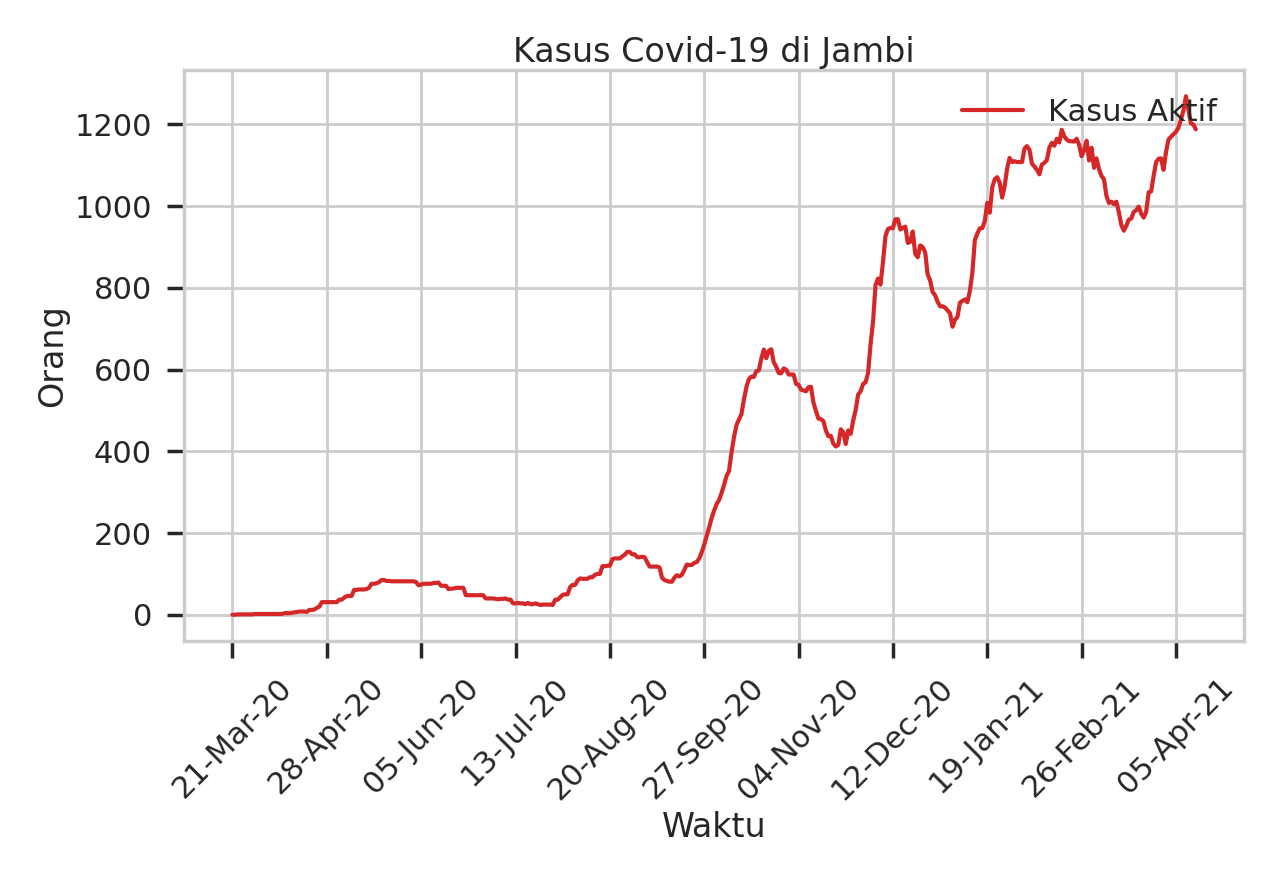 Kasus Covid-19 di Jambi
Kasus Aktif
1200
1000
800
600
400
200
0
Orang
21-Mar-20
28-Apr-20
05-Jun-20
13-Jul-20
20-Aug-20
27-Sep-20
04-Nov-20
12-Dec-20
19-Jan-21
26-Feb-21
05-Apr-21
Waktu